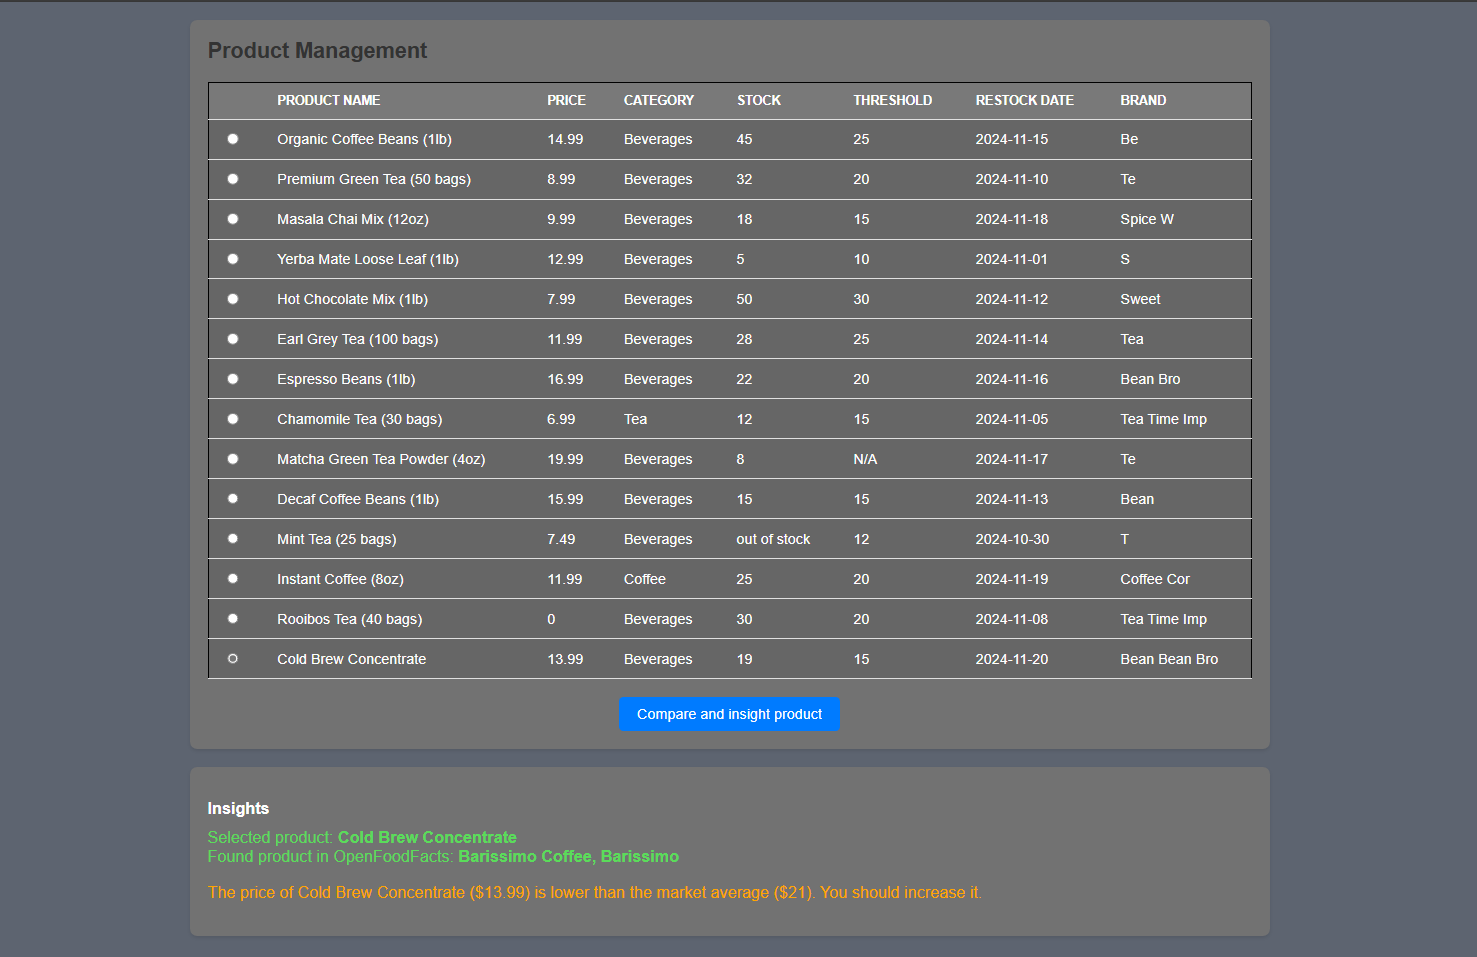 Product Management
PRODUCT NAME PRICE CATEGORY STOCK THRESHOLD RESTOCK DATE BRAND
Organic Coffee Beans (1lb) 14.99 Beverages 45 25 2024-11-15 Be
Premium Green Tea (50 bags) 8.99 Beverages 32 20 2024-11-10 Te
Masala Chai Mix (12oz) 9.99 Beverages 18 15 2024-11-18 Spice W
Yerba Mate Loose Leaf (1lb) 12.99 Beverages 5 10 2024-11-01 S
Hot Chocolate Mix (1lb) 7.99 Beverages 50 30 2024-11-12 Sweet
Earl Grey Tea (100 bags) 11.99 Beverages 28 25 2024-11-14 Tea
Espresso Beans (1lb) 16.99 Beverages 22 20 2024-11-16 Bean Bro
Chamomile Tea (30 bags) 6.99 Tea 12 15 2024-11-05 Tea Time Imp
Matcha Green Tea Powder (4oz) 19.99 Beverages 8 N/A 2024-11-17 Te
Decaf Coffee Beans (1lb) 15.99 Beverages 15 15 2024-11-13 Bean
Mint Tea (25 bags) 7.49 Beverages out of stock 12 2024-10-30 T
Instant Coffee (8oz) 11.99 Coffee 25 20 2024-11-19 Coffee Cor
Rooibos Tea (40 bags) 0 Beverages 30 20 2024-11-08 Tea Time Imp
Cold Brew Concentrate 13.99 Beverages 19 15 2024-11-20 Bean Bean Bro
Compare and insight product
Insights
Selected product: Cold Brew Concentrate
Found product in OpenFoodFacts: Barissimo Coffee, Barissimo
The price of Cold Brew Concentrate ($13.99) is lower than the market average ($21). You should increase it.